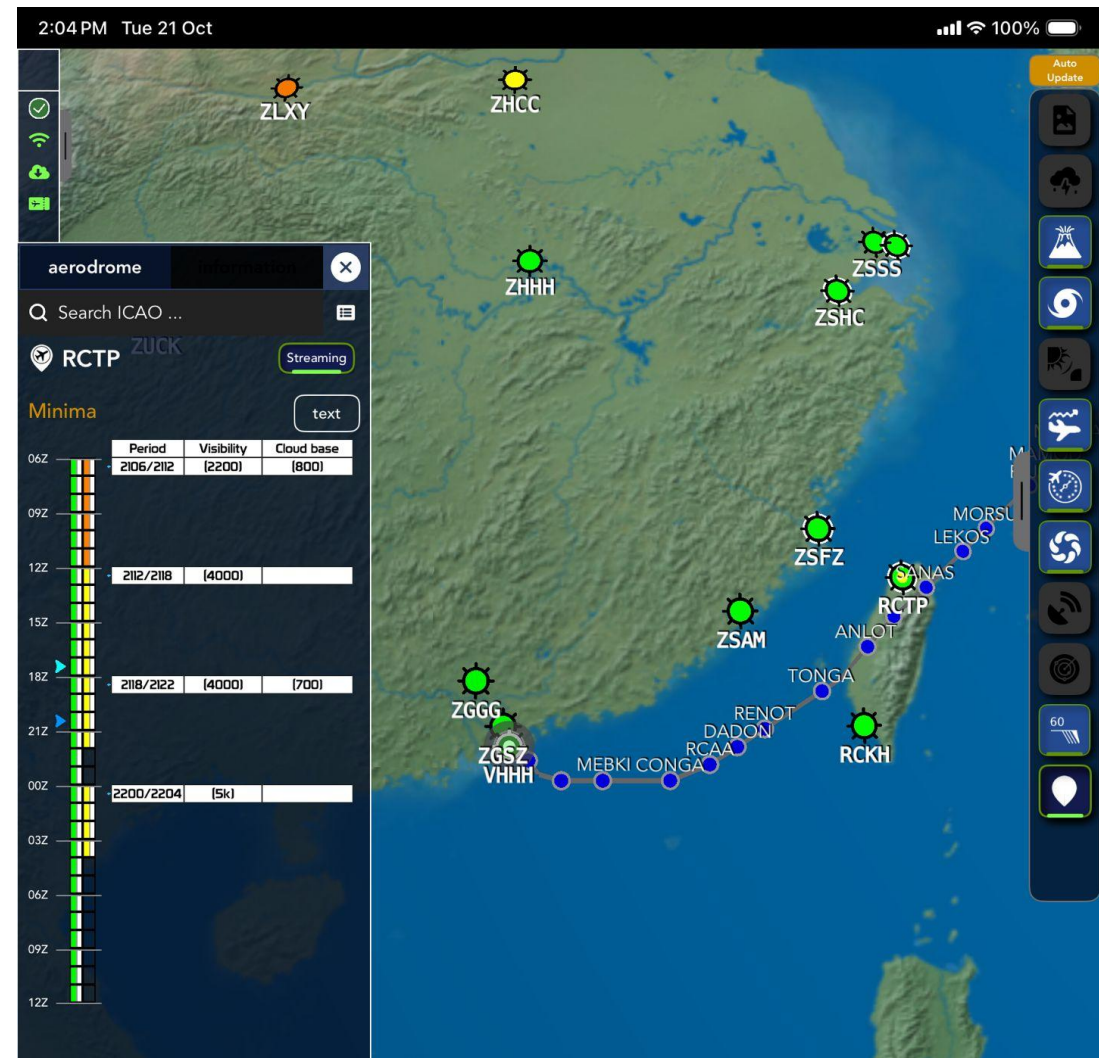 2:04 PM Tue 21 Oct
100%
Auto
Update
ZLXY
ZHCC
ZHHH
ZSSS
ZSHC
aerodrome
information
Search ICAO ...
RCTP
ZUCK
Streaming
Minima
text
Period Visibility Cloud base
06Z
2106/2112 (2200) (800)
09Z
12Z
2112/2118 (4000)
15Z
18Z
2118/2122 (4000) (700)
21Z
00Z
2200/2204 (5k)
03Z
06Z
09Z
12Z
MORSU
LEKOS
SANAS
ZSFZ
RCTP
ZSAM
ANLOT
TONGA
ZGGG
RENOT
DADON
RCAA
RCKH
ZGSZ
VHHH
MEBKI
CONGA
60